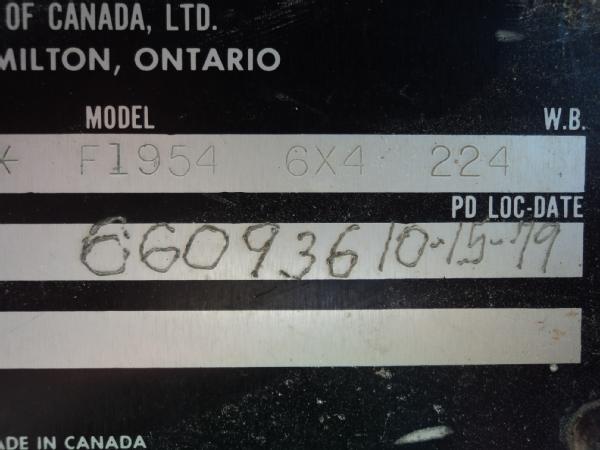 OF CANADA, LTD.
MILTON, ONTARIO
MODEL W.B.
* F1954 6X4 224
PD LOC-DATE
660936 10-15-79
ADE IN CANADA